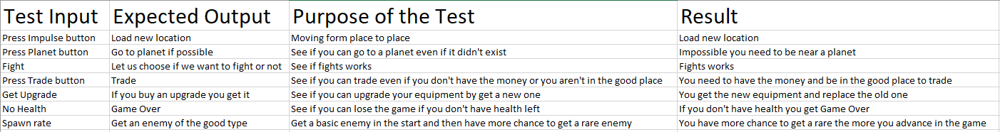 Test Input Expected Output Purpose of the Test Result
Press Impulse button Load new location Moving form place to place Load new location
Press Planet button Go to planet if possible See if you can go to a planet even if it didn't exist Impossible you need to be near a planet
Fight Let us choose if we want to fight or not See if fights works Fights works
Press Trade button Trade See if you can trade even if you don't have the money or you aren't in the good place You need to have the money and be in the good place to trade
Get Upgrade If you buy an upgrade you get it See if you can upgrade your equipment by get a new one You get the new equipment and replace the old one
No Health Game Over See if you can lose the game if you don't have health left If you don't have health you get Game Over
Spawn rate Get an enemy of the good type Get a basic enemy in the start and then have more chance to get a rare enemy You have more chance to get a rare the more you advance in the game